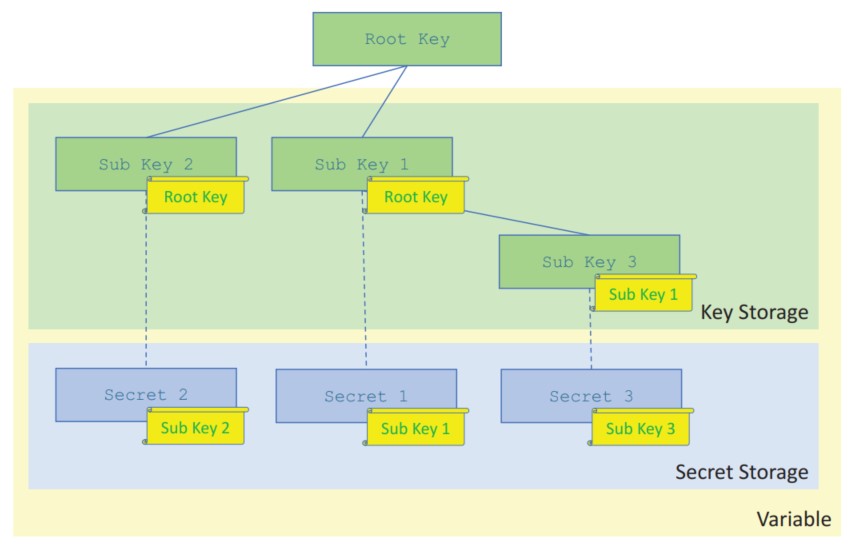 Root Key
Sub Key 2
Sub Key 1
Root Key
Root Key
Sub Key 3
Sub Key 1
Key Storage
Secret 2
Secret 1
Secret 3
Sub Key 2
Sub Key 1
Sub Key 3
Secret Storage
Variable